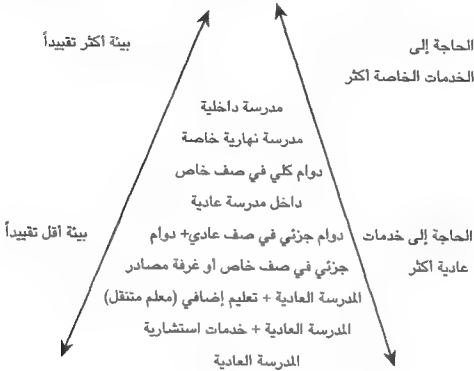 بيئة أكثر تقييداً
الحاجة إلى
الخدمات الخاصة أكثر
مدرسة داخلية
مدرسة نهارية خاصة
دوام كلي في صف خاص
داخل مدرسة عادية
بيئة أقل تقييداً
الحاجة إلى خدمات
عادية أكثر
دوام جزئي في صف عادي+ دوام
جزئي في صف خاص أو غرفة مصادر
المدرسة العادية + تعليم إضافي (معلم متنقل)
المدرسة العادية + خدمات استشارية
المدرسة العادية